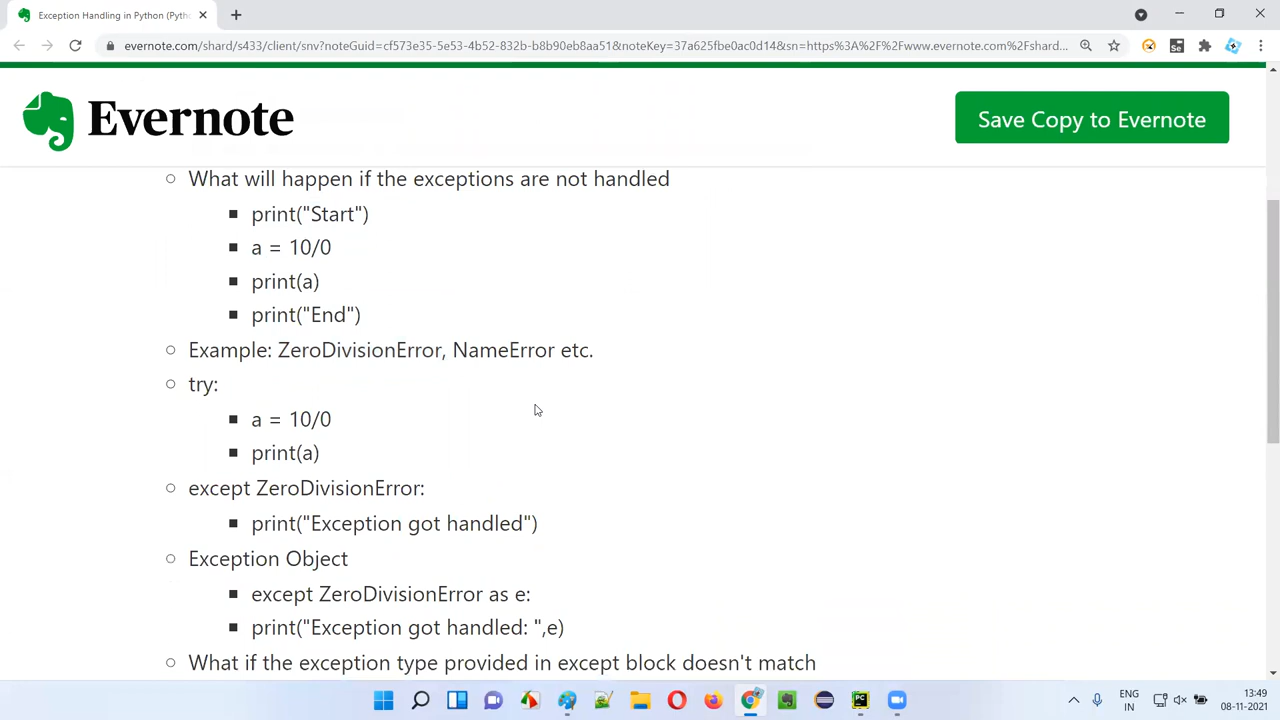 Exception Handling in Python (Pyth
evernote.com/shard/s433/client/snv?noteGuid=cf573e35-5e53-4b52-832b-b8b90eb8aa51&noteKey=37a625fbe0acdd14&sn=https%3A%2F%2Fwww.evernote.com%2Fshard...
Evernote
Save Copy to Evernote
What will happen if the exceptions are not handled
print("Start")
a = 10/0
print(a)
print("End")
Example: ZeroDivisionError, NameError etc.
try:
a = 10/0
print(a)
except ZeroDivisionError:
print("Exception got handled")
Exception Object
except ZeroDivisionError as e:
print("Exception got handled: ",e)
What if the exception type provided in except block doesn't match
ENG
IN
13:49
08-11-2021